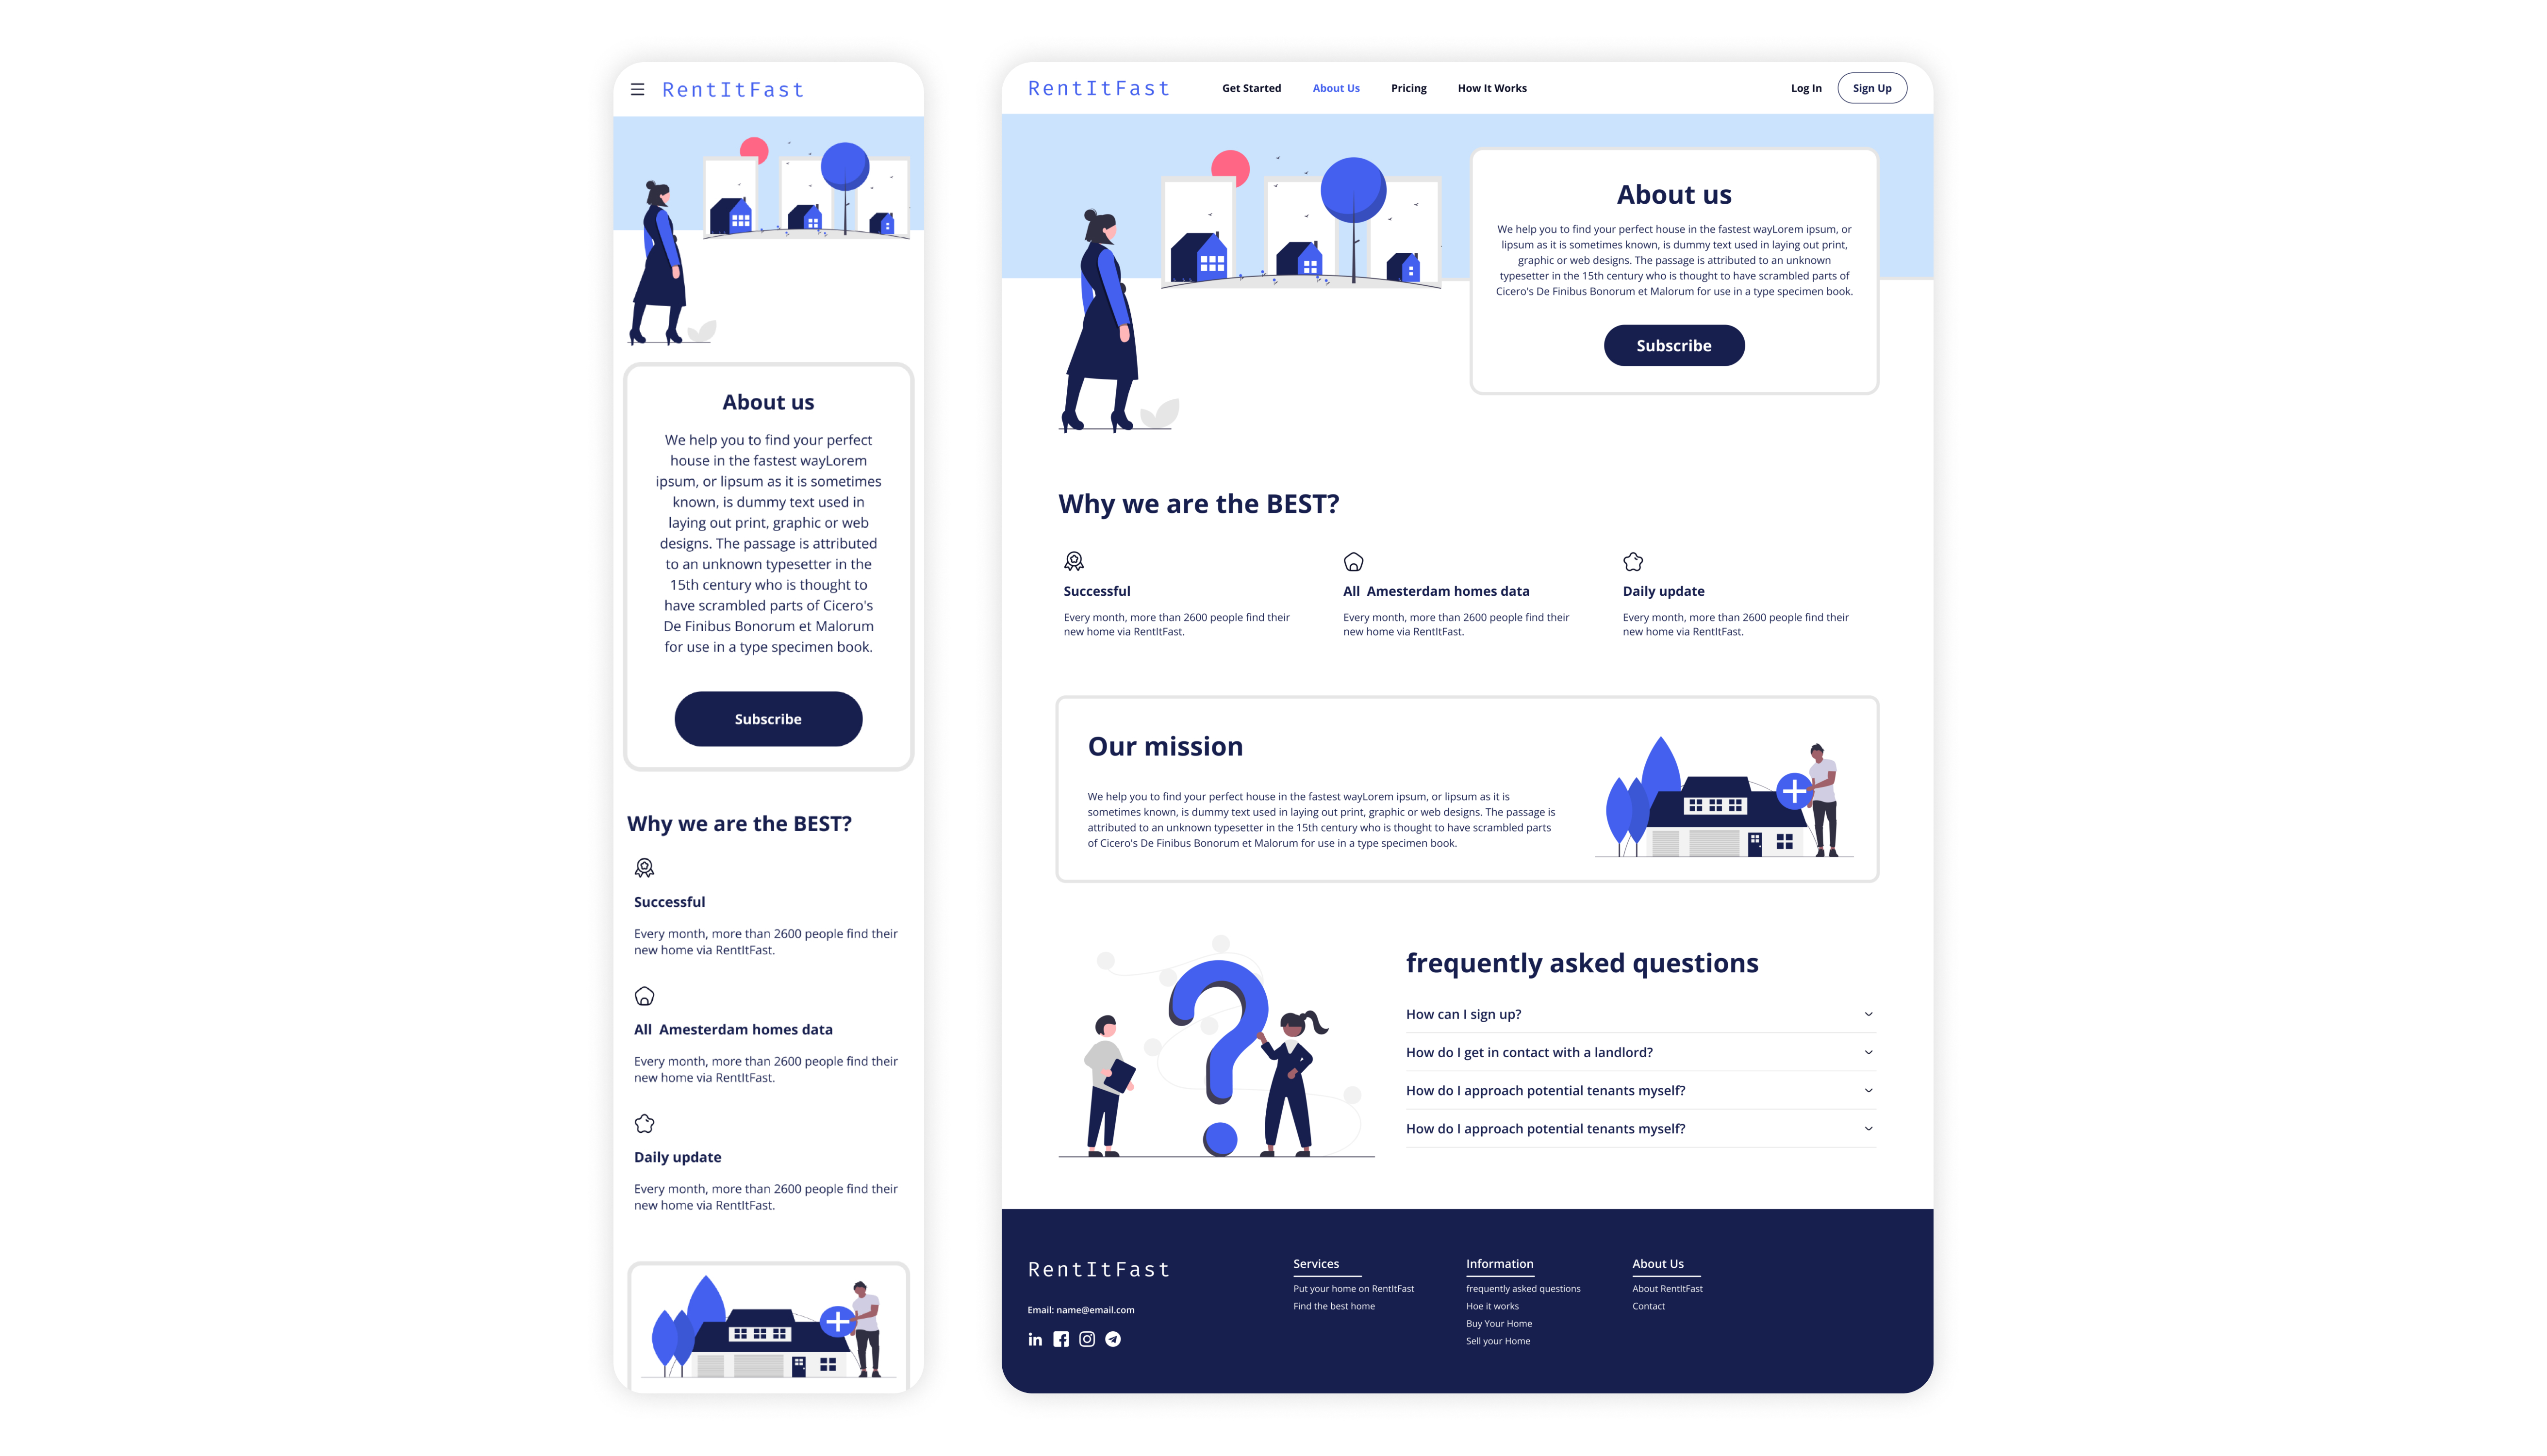 RentItFast
About us
We help you to find your perfect
house in the fastest wayLorem
ipsum, or lipsum as it is sometimes
known, is dummy text used in
laying out print, graphic or web
designs. The passage is attributed
to an unknown typesetter in the
15th century who is thought to
have scrambled parts of Cicero's
De Finibus Bonorum et Malorum
for use in a type specimen book.
Subscribe
Why we are the BEST?
Successful
Every month, more than 2600 people find their
new home via RentItFast.
All  Amesterdam homes data
Every month, more than 2600 people find their
new home via RentItFast.
Daily update
Every month, more than 2600 people find their
new home via RentItFast.
RentItFast
Get Started
About Us
Pricing
How It Works
Log In
Sign Up
About us
We help you to find your perfect house in the fastest wayLorem ipsum, or
lipsum as it is sometimes known, is dummy text used in laying out print,
graphic or web designs. The passage is attributed to an unknown
typesetter in the 15th century who is thought to have scrambled parts of
Cicero's De Finibus Bonorum et Malorum for use in a type specimen book.
Subscribe
Why we are the BEST?
Successful
Every month, more than 2600 people find their
new home via RentItFast.
All  Amesterdam homes data
Every month, more than 2600 people find their
new home via RentItFast.
Daily update
Every month, more than 2600 people find their
new home via RentItFast.
Our mission
We help you to find your perfect house in the fastest wayLorem ipsum, or lipsum as it is
sometimes known, is dummy text used in laying out print, graphic or web designs. The passage is
attributed to an unknown typesetter in the 15th century who is thought to have scrambled parts
of Cicero's De Finibus Bonorum et Malorum for use in a type specimen book.
frequently asked questions
How can I sign up?
How do I get in contact with a landlord?
How do I approach potential tenants myself?
How do I approach potential tenants myself?
RentItFast
Email: name@email.com
Services
Put your home on RentItFast
Find the best home
Information
frequently asked questions
Hoe it works
Buy Your Home
Sell your Home
About Us
About RentItFast
Contact